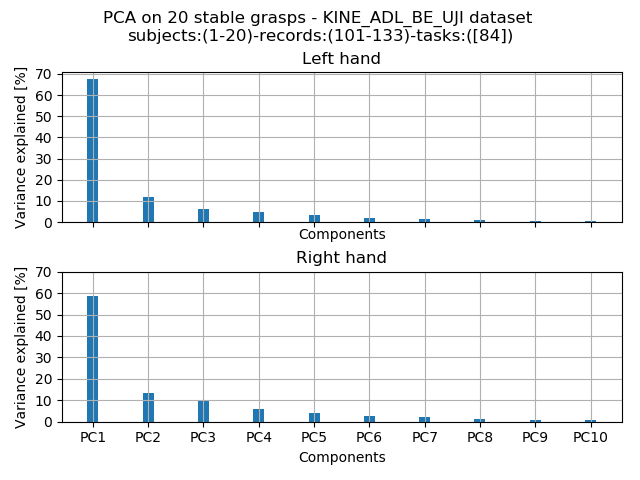 PCA on 20 stable grasps - KINE_ADL_BE_UJI dataset
subjects:(1-20)-records:(101-133)-tasks:([84])
Left hand
Variance explained [%]
70
60
50
40
30
20
10
0
Components
Right hand
Variance explained [%]
70
60
50
40
30
20
10
0
PC1 PC2 PC3 PC4 PC5 PC6 PC7 PC8 PC9 PC10
Components